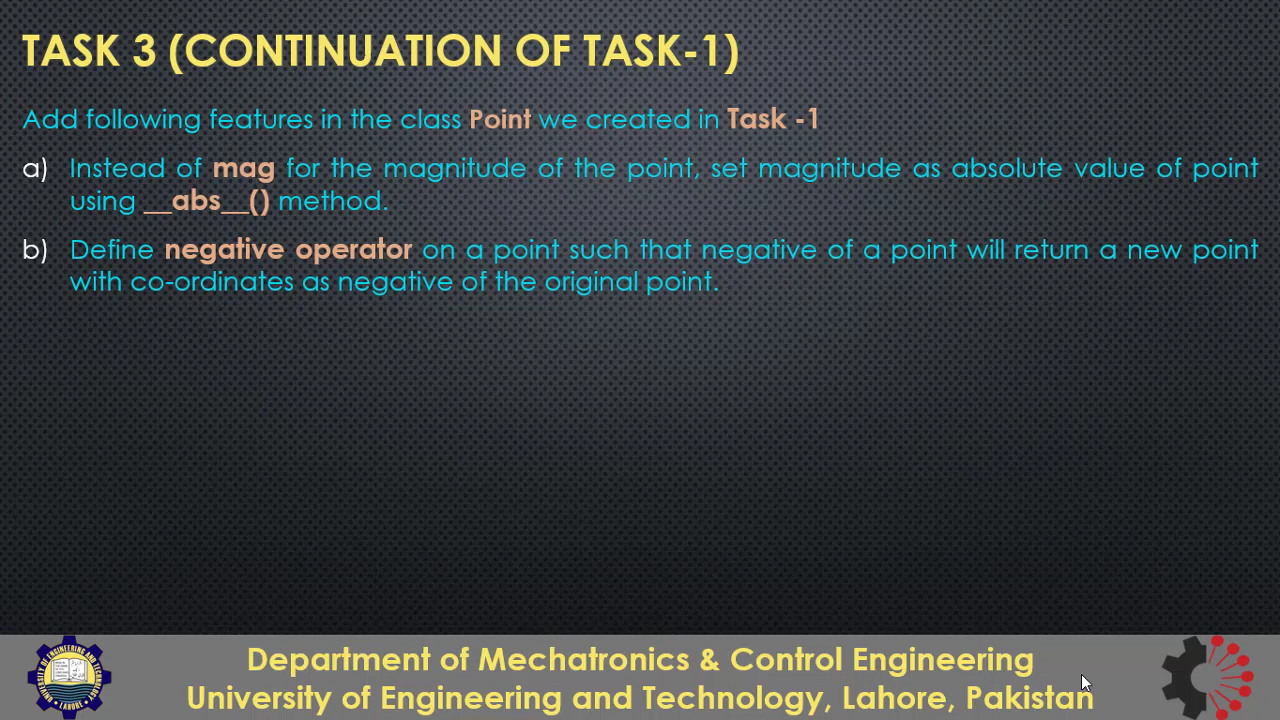 TASK 3 (CONTINUATION OF TASK-1)
Add following features in the class Point we created in Task -1
a) Instead of mag for the magnitude of the point, set magnitude as absolute value of point
using __abs__() method.
b) Define negative operator on a point such that negative of a point will return a new point
with co-ordinates as negative of the original point.
Department of Mechatronics & Control Engineering
University of Engineering and Technology, Lahore, Pakistan